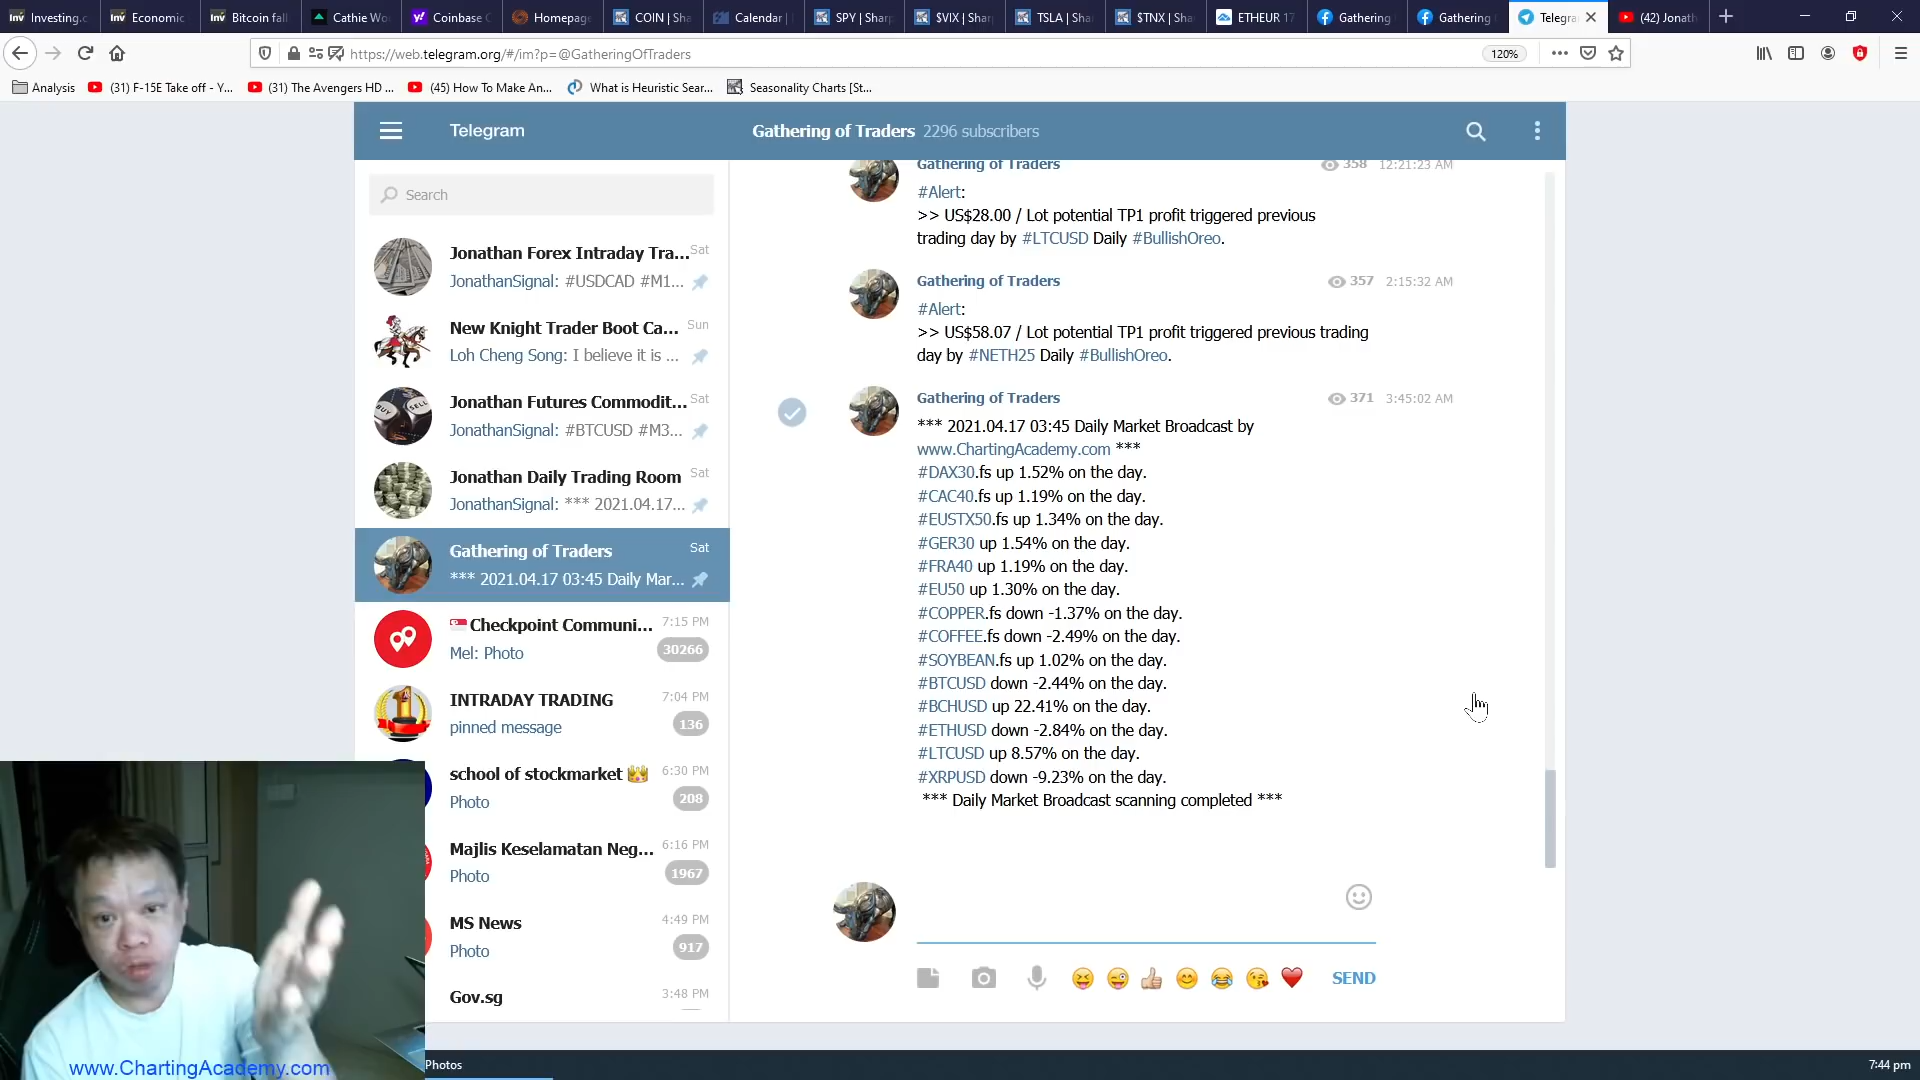 Investing.c
Economic
Bitcoin fall
Cathie Wo
Coinbase
Homepage
COIN | Sha
Calendar |
SPY | Sharp
$VIX | Shar
TSLA | Sha
$TNX | Sha
ETHEUR 17
Gathering
Gathering
Telegra
(42) Jonath
https://web.telegram.org/#/im?p=@GatheringOfTraders
120%
Analysis
(31) F-15E Take off - Y...
(31) The Avengers HD ...
(45) How To Make An...
What is Heuristic Sear...
Seasonality Charts [St...
Telegram
Gathering of Traders 2296 subscribers
Search
Jonathan Forex Intraday Tra... Sat
JonathanSignal: #USDCAD #M1...
New Knight Trader Boot Ca... Sun
Loh Cheng Song: I believe it is ...
BUY SELL
Jonathan Futures Commodit... Sat
JonathanSignal: #BTCUSD #M3...
Jonathan Daily Trading Room Sat
JonathanSignal: *** 2021.04.17...
Gathering of Traders Sat
*** 2021.04.17 03:45 Daily Mar...
Checkpoint Communi... 7:15 PM
Mel: Photo 30266
1
INTRADAY TRADING 7:04 PM
pinned message 136
school of stockmarket 👑 6:30 PM
Photo 208
Majlis Keselamatan Neg... 6:16 PM
Photo 1967
MS News 4:49 PM
Photo 917
Gov.sg 3:48 PM
Gathering of Traders 358 12:21:23 AM
#Alert:
>> US$28.00 / Lot potential TP1 profit triggered previous
trading day by #LTCUSD Daily #BullishOreo.
Gathering of Traders 357 2:15:32 AM
#Alert:
>> US$58.07 / Lot potential TP1 profit triggered previous trading
day by #NETH25 Daily #BullishOreo.
Gathering of Traders 371 3:45:02 AM
*** 2021.04.17 03:45 Daily Market Broadcast by
www.ChartingAcademy.com ***
#DAX30.fs up 1.52% on the day.
#CAC40.fs up 1.19% on the day.
#EUSTX50.fs up 1.34% on the day.
#GER30 up 1.54% on the day.
#FRA40 up 1.19% on the day.
#EU50 up 1.30% on the day.
#COPPER.fs down -1.37% on the day.
#COFFEE.fs down -2.49% on the day.
#SOYBEAN.fs up 1.02% on the day.
#BTCUSD down -2.44% on the day.
#BCHUSD up 22.41% on the day.
#ETHUSD down -2.84% on the day.
#LTCUSD up 8.57% on the day.
#XRPUSD down -9.23% on the day.
*** Daily Market Broadcast scanning completed ***
SEND
www.ChartingAcademy.com
Photos
7:44 pm